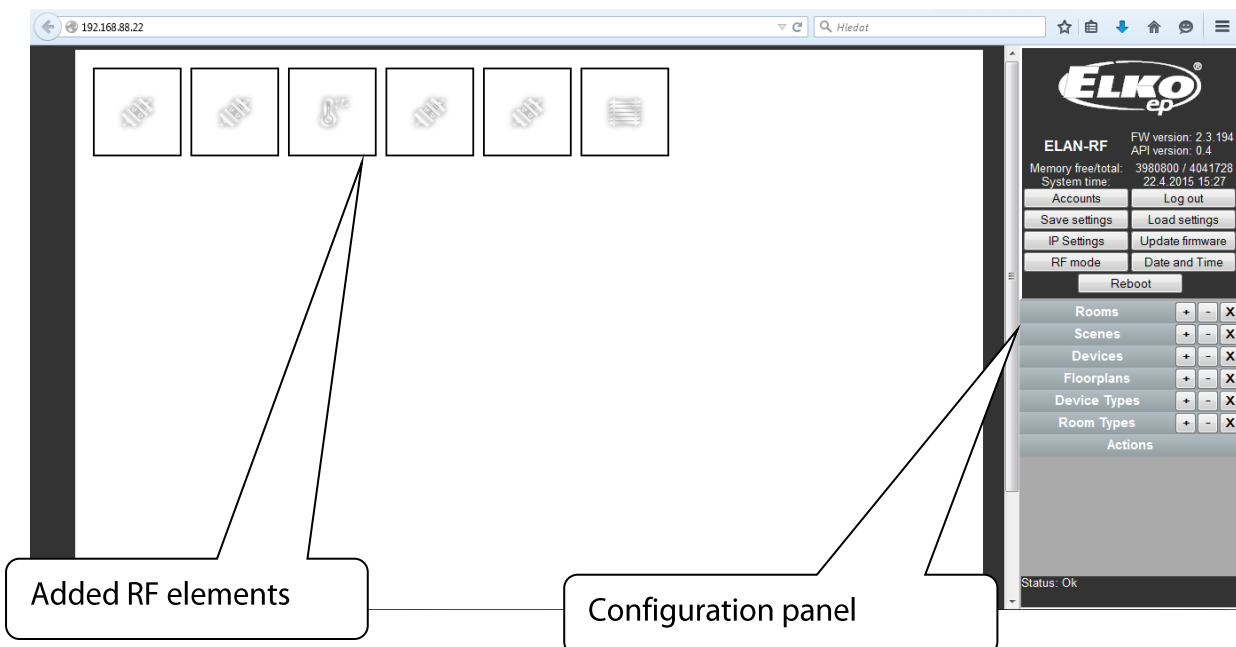 192.168.88.22
Hledat
ELKO ®
ep
ELAN-RF
FW version: 2.3.194
API version: 0.4
Memory free/total: 3980800 / 4041728
System time: 22.4.2015 15:27
Accounts Log out
Save settings Load settings
IP Settings Update firmware
RF mode Date and Time
Reboot
Rooms + - X
Scenes + - X
Devices + - X
Floorplans + - X
Device Types + - X
Room Types + - X
Actions
Status: Ok
Added RF elements
Configuration panel